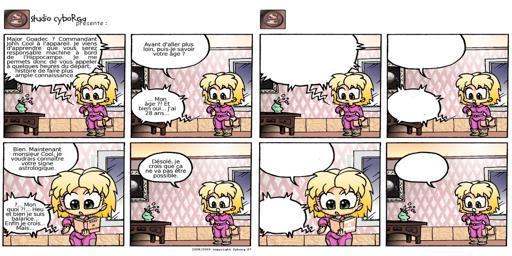 studio cyborga
présente :
Major Goadec ? Commandant
John Cool à l'appareil. Je viens
d'apprendre que vous serez
responsable machine à bord
de l'Hippocampe. Je me
permets donc de vous appeler
à quelques heures du départ,
histoire de faire plus
ample connaissance.
Avant d'aller plus
loin, puis-je savoir
votre âge ?
... Mon
âge ?! Et
bien oui... J'ai
28 ans...
Bien. Maintenant
monsieur Cool, je
voudrais connaître
votre signe
astrologique.
?... Mon
quoi ?!... Heu
et bien je suis
balance...
Enfin je crois...
Mais...
Désolé, je
crois que ça
ne va pas être
possible.
copyright Cyborg 07